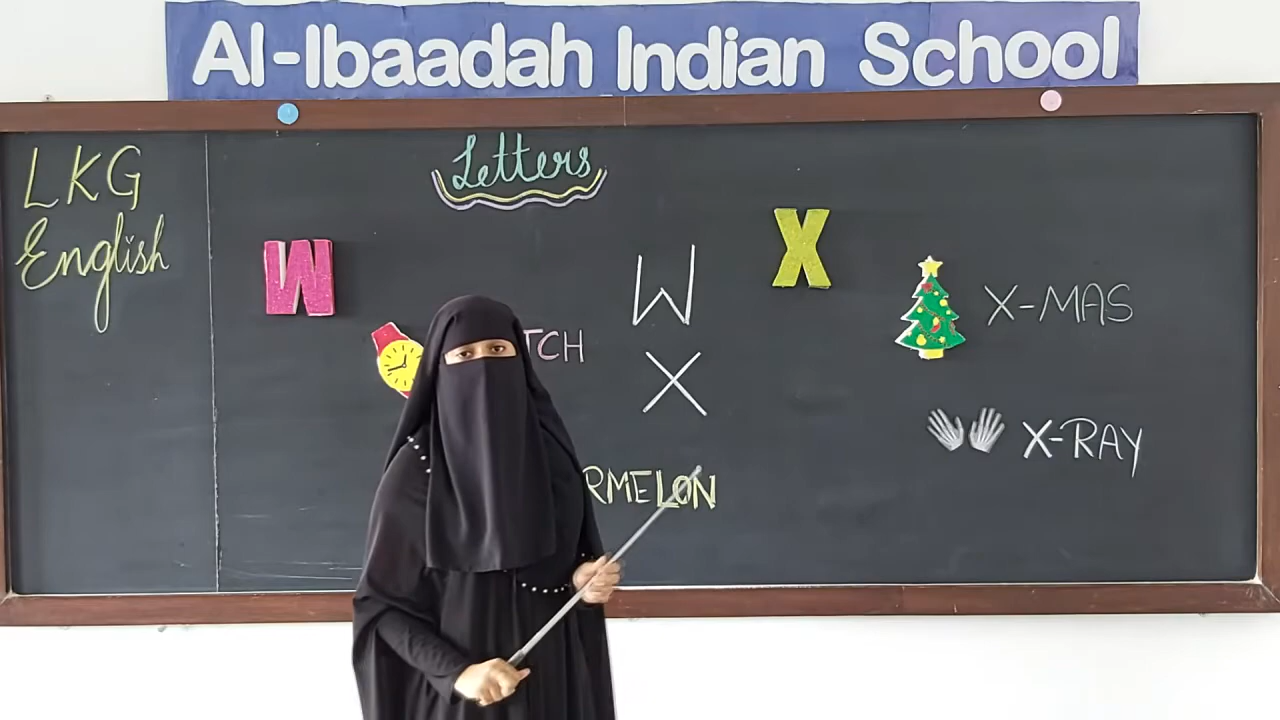 Al-Ibaadah Indian School
LKG
English
Letters
W
W
X
X
TCH
RMELON
X-MAS
X-RAY